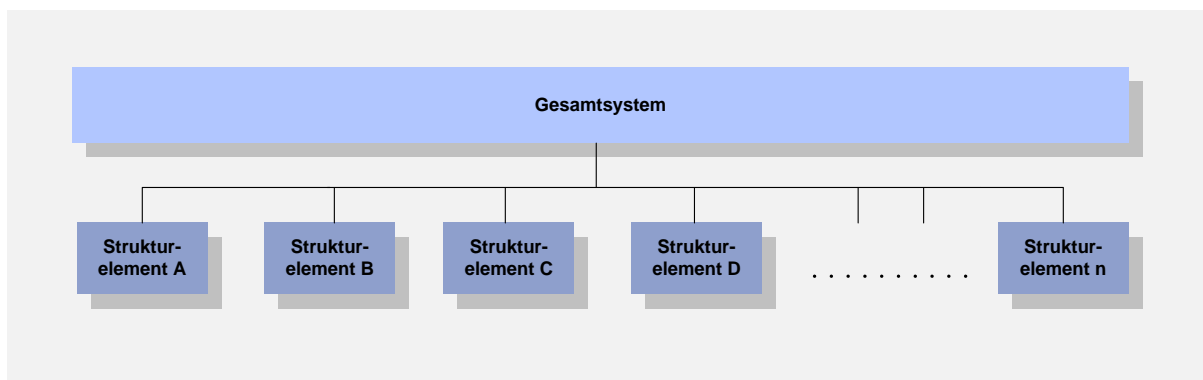 Gesamtsystem
Struktur-
element A
Struktur-
element B
Struktur-
element C
Struktur-
element D
. . . . . . . . . .
Struktur-
element n